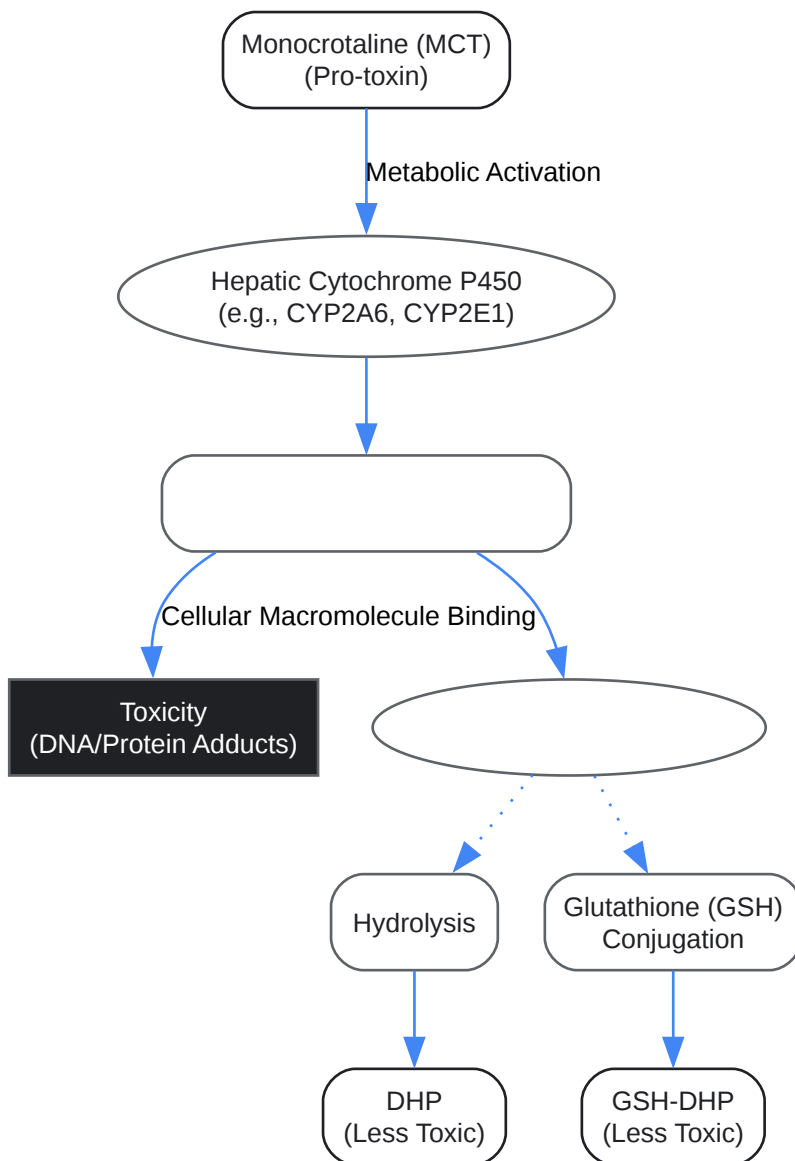 Monocrotaline (MCT)
(Pro-toxin)
Metabolic Activation
Hepatic Cytochrome P450
(e.g., CYP2A6, CYP2E1)
Cellular Macromolecule Binding
Toxicity
(DNA/Protein Adducts)
Hydrolysis
Glutathione (GSH)
Conjugation
DHP
(Less Toxic)
GSH-DHP
(Less Toxic)